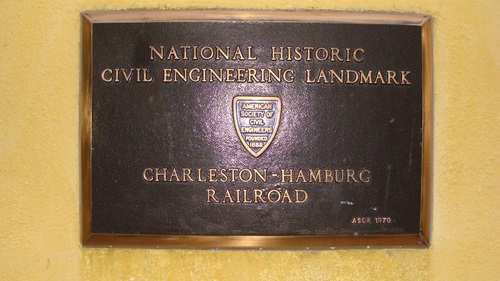 NATIONAL HISTORIC
CIVIL ENGINEERING LANDMARK
AMERICAN
SOCIETY OF
CIVIL
ENGINEERS
FOUNDED
1852
CHARLESTON-HAMBURG
RAILROAD
ASCE 1970